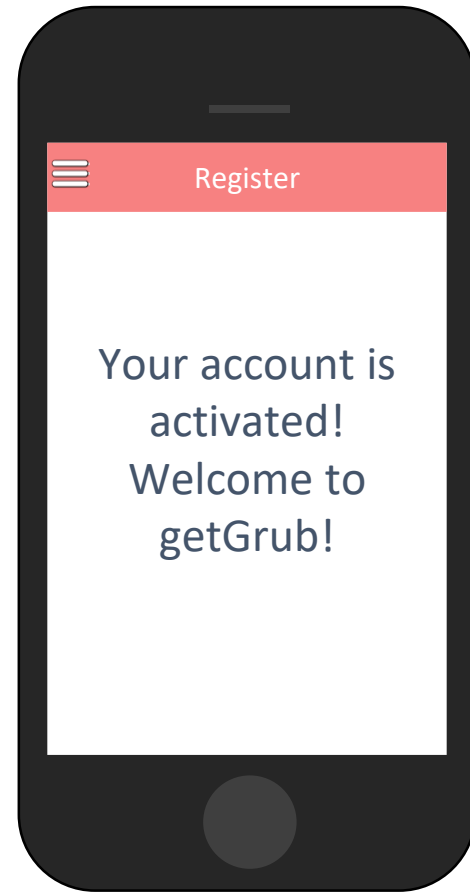 Register
Your account is
activated!
Welcome to
getGrub!